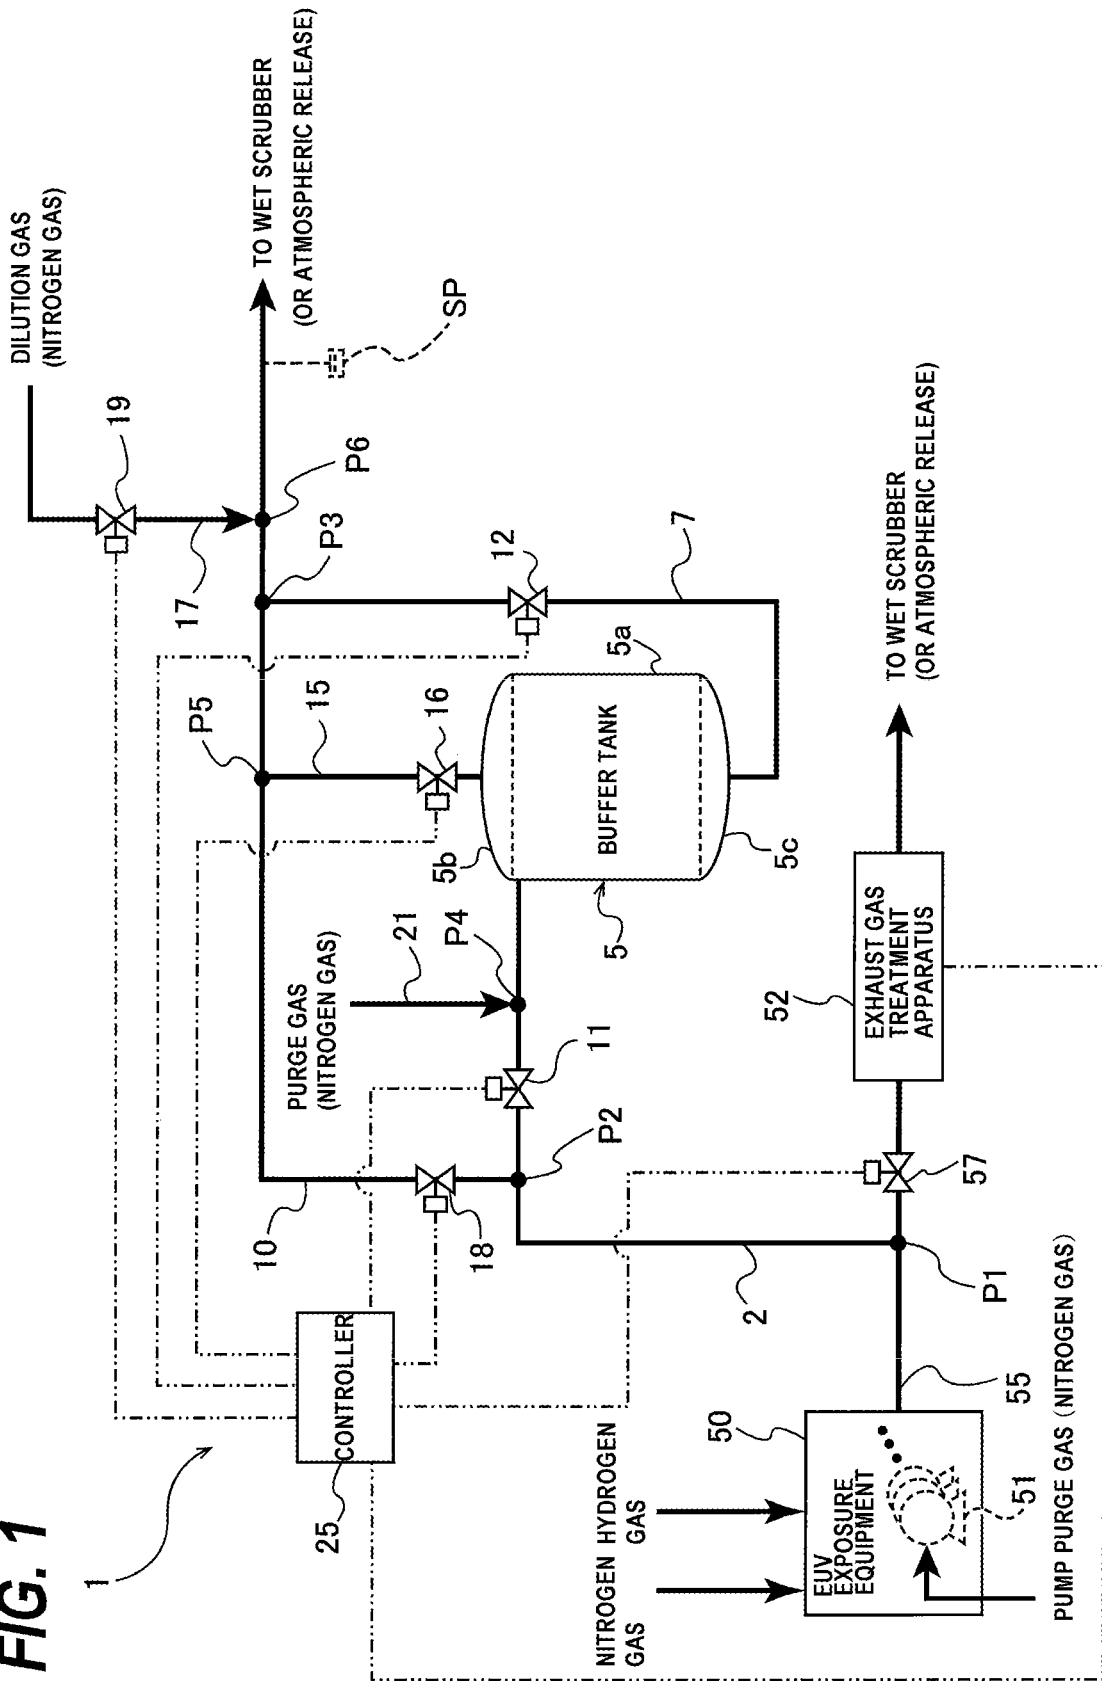 FIG. 1
1
DILUTION GAS
(NITROGEN GAS)
19
17
P6
P3
P5
TO WET SCRUBBER
(OR ATMOSPHERIC RELEASE)
SP
10
18
15
16
12
7
PURGE GAS
(NITROGEN GAS)
21
P4
11
P2
5
5a
5b
5c
BUFFER TANK
25
CONTROLLER
2
NITROGEN
GAS
HYDROGEN
GAS
50
EUV
EXPOSURE
EQUIPMENT
51
PUMP PURGE GAS (NITROGEN GAS)
55
P1
57
52
EXHAUST GAS
TREATMENT
APPARATUS
TO WET SCRUBBER
(OR ATMOSPHERIC RELEASE)